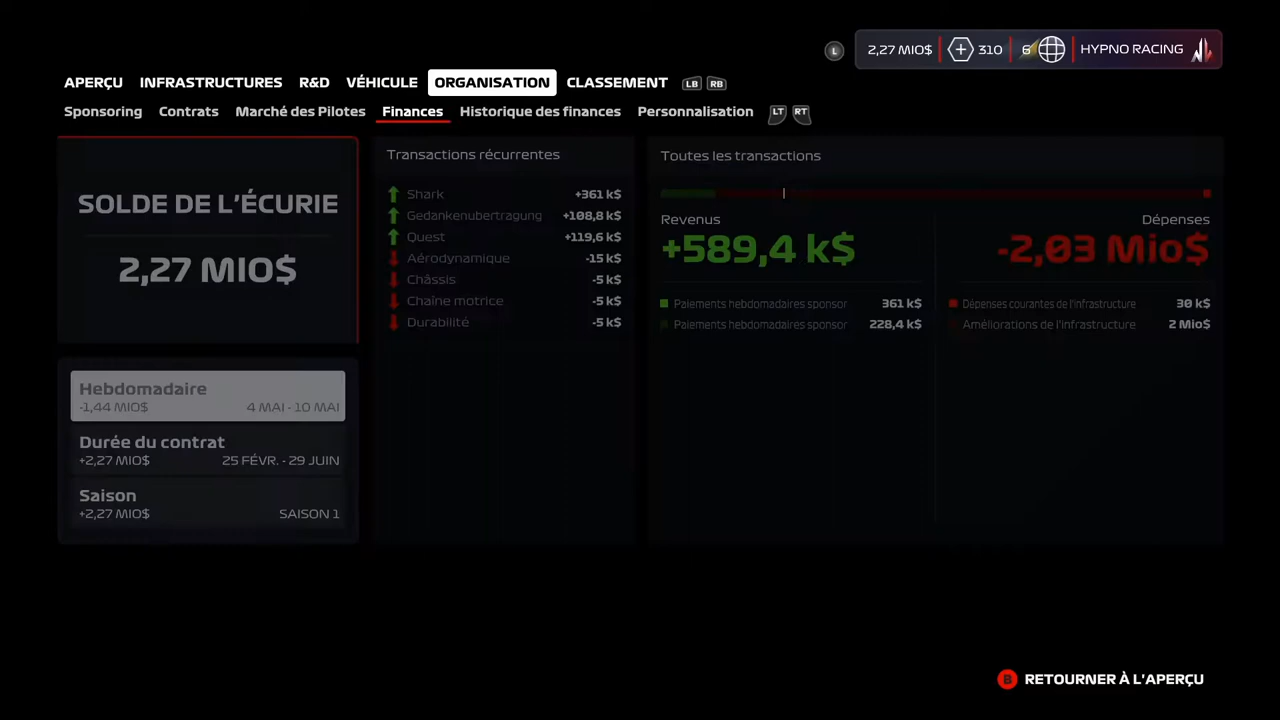 L 2,27 MIO$ 310 6 HYPNO RACING
APERÇU INFRASTRUCTURES R&D VÉHICULE ORGANISATION CLASSEMENT LB RB
Sponsoring Contrats Marché des Pilotes Finances Historique des finances Personnalisation LT RT
SOLDE DE L'ÉCURIE
2,27 MIO$
Hebdomadaire
-1,44 MIO$ 4 MAI - 10 MAI
Durée du contrat
+2,27 MIO$ 25 FÉVR. - 29 JUIN
Saison
+2,27 MIO$ SAISON 1
Transactions récurrentes
Shark +361 k$
Gedankenubertragung +108,8 k$
Quest +119,6 k$
Aérodynamique -15 k$
Châssis -5 k$
Chaîne motrice -5 k$
Durabilité -5 k$
Toutes les transactions
Revenus Dépenses
+589,4 k$ -2,03 Mio$
Paiements hebdomadaires sponsor 361 k$ Dépenses courantes de l'infrastructure 30 k$
Paiements hebdomadaires sponsor 228,4 k$ Améliorations de l'infrastructure 2 Mio$
B RETOURNER À L'APERÇU